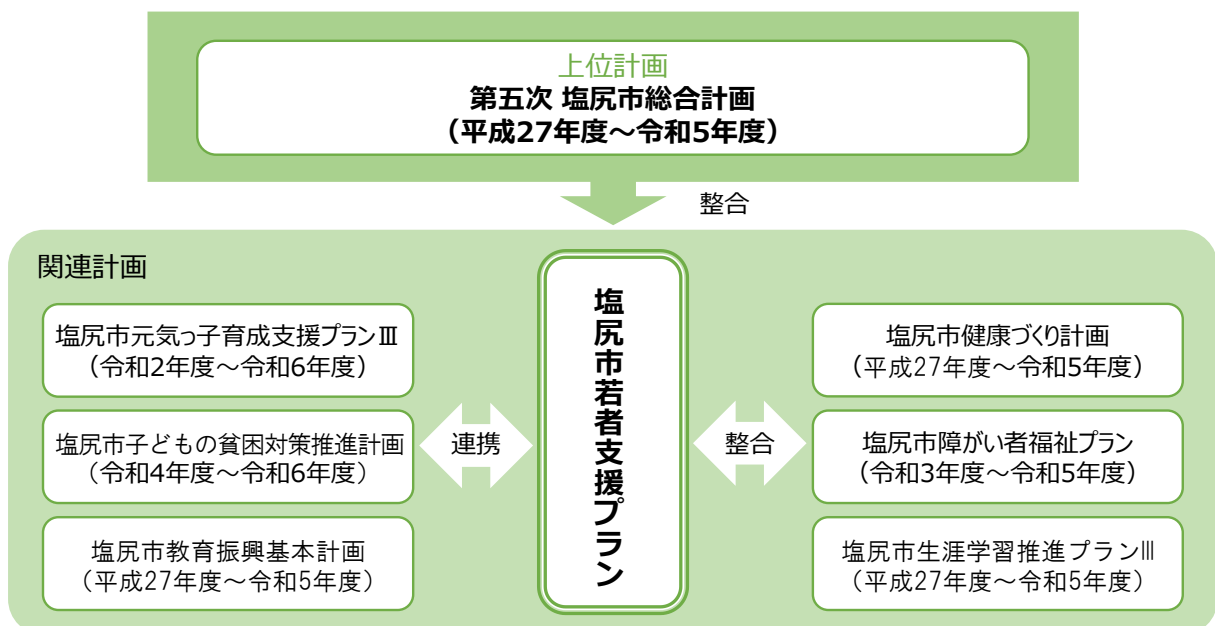 上位計画
第五次 塩尻市総合計画
（平成27年度～令和5年度）
整合
関連計画
塩尻市元気っ子育成支援プランⅢ
（令和2年度～令和6年度）
塩尻市子どもの貧困対策推進計画
（令和4年度～令和6年度）
塩尻市教育振興基本計画
（平成27年度～令和5年度）
連携
塩尻市若者支援プラン
整合
塩尻市健康づくり計画
（平成27年度～令和5年度）
塩尻市障がい者福祉プラン
（令和3年度～令和5年度）
塩尻市生涯学習推進プランⅢ
（平成27年度～令和5年度）